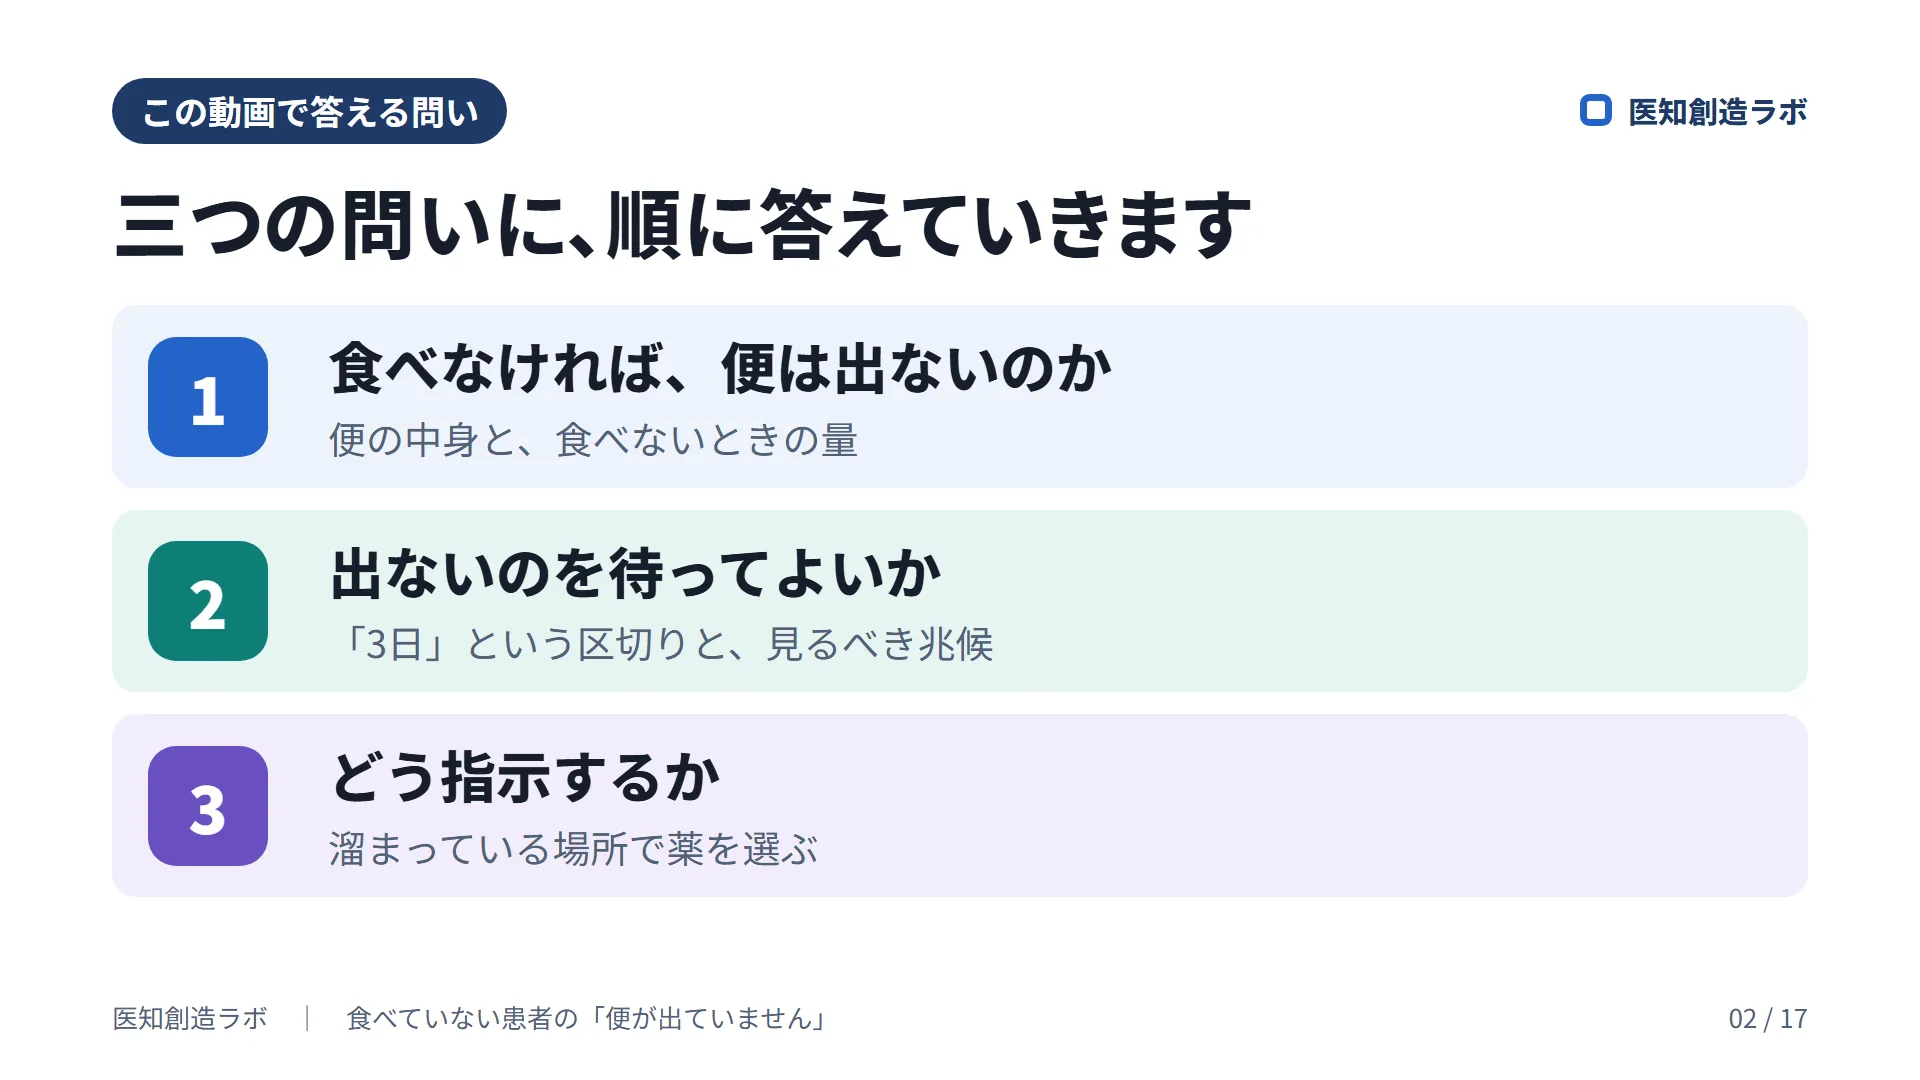 この動画で答える問い
医知創造ラボ
三つの問いに、順に答えていきます
1
食べなければ、便は出ないのか
便の中身と、食べないときの量
2
出ないのを待ってよいか
「3日」という区切りと、見るべき兆候
3
どう指示するか
溜まっている場所で薬を選ぶ
医知創造ラボ ｜ 食べていない患者の「便が出ていません」
02 / 17